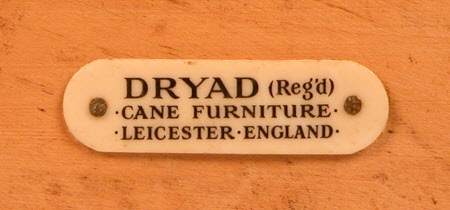 DRYAD (Reg'd)
·CANE FURNITURE·
·LEICESTER·ENGLAND·